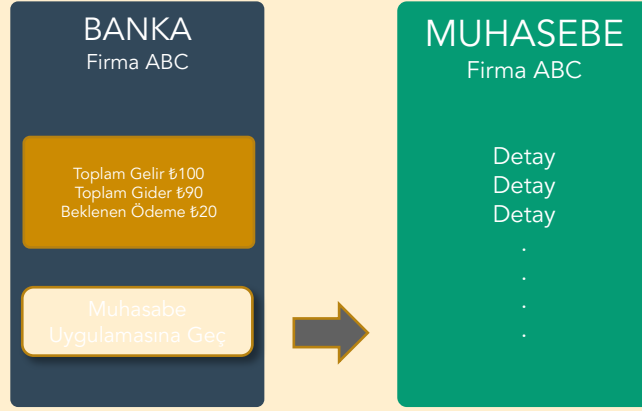 BANKA
Firma ABC
Toplam Gelir ₺100
Toplam Gider ₺90
Beklenen Ödeme ₺20
Muhasabe
Uygulamasına Geç
MUHASEBE
Firma ABC
Detay
Detay
Detay
.
.
.
.